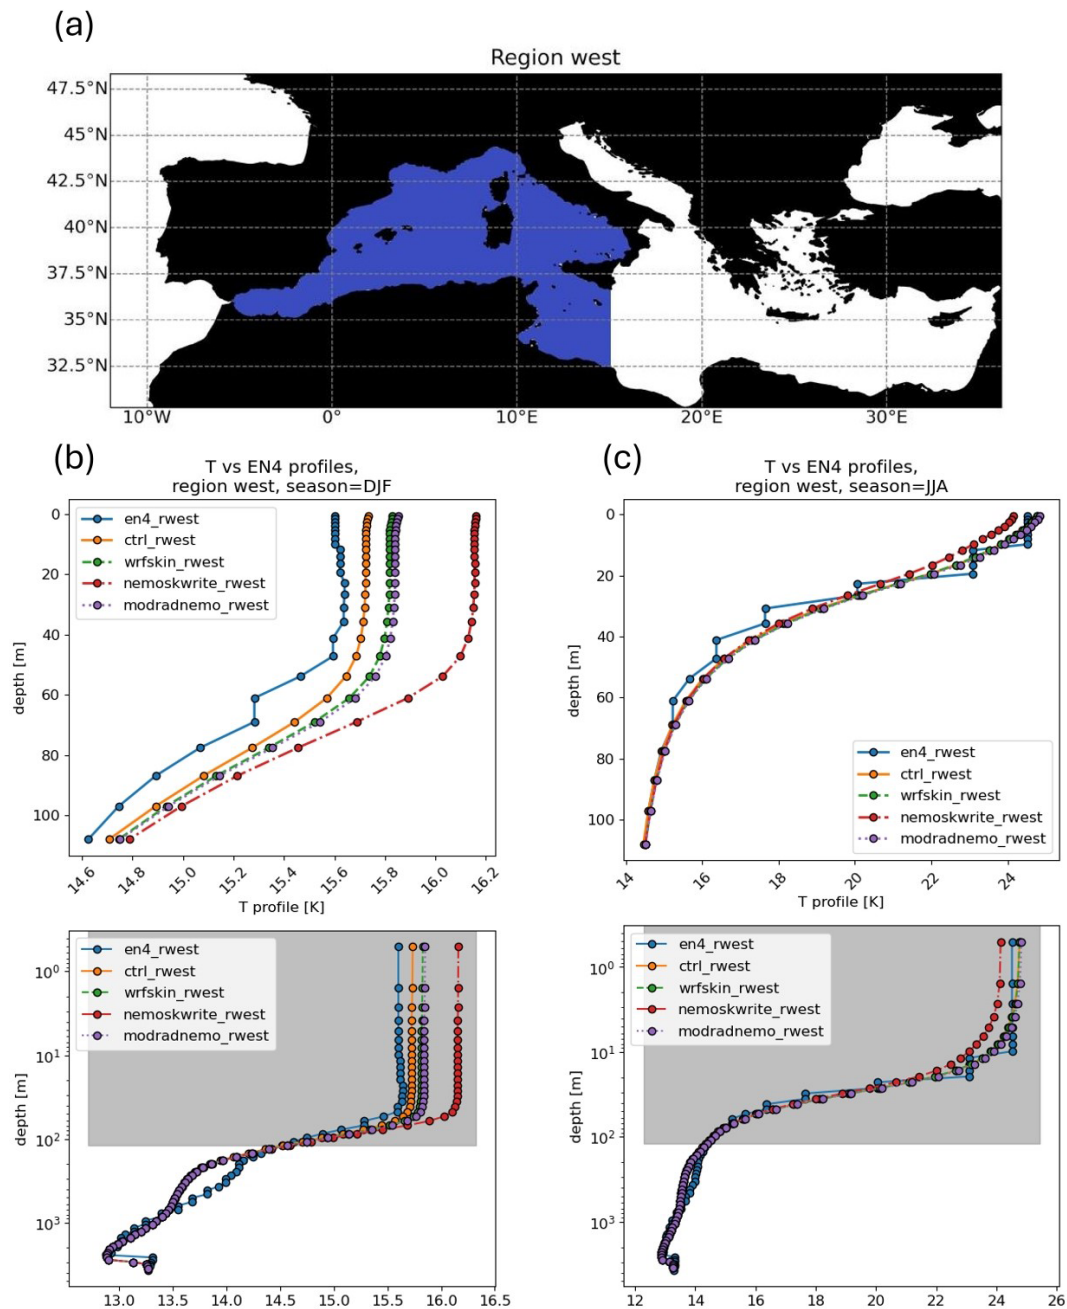 (a)
Region west
47.5°N
45°N
42.5°N
40°N
37.5°N
35°N
32.5°N
10°W 0° 10°E 20°E 30°E
(b)
T vs EN4 profiles,
region west, season=DJF
0
20
40
60
80
100
depth [m]
en4_rwest
ctrl_rwest
wrfskin_rwest
nemoskwrite_rwest
modradnemo_rwest
14.6 14.8 15.0 15.2 15.4 15.6 15.8 16.0 16.2
T profile [K]
(c)
T vs EN4 profiles,
region west, season=JJA
0
20
40
60
80
100
depth [m]
en4_rwest
ctrl_rwest
wrfskin_rwest
nemoskwrite_rwest
modradnemo_rwest
14 16 18 20 22 24
T profile [K]
en4_rwest
ctrl_rwest
wrfskin_rwest
nemoskwrite_rwest
modradnemo_rwest
10⁰
10¹
10²
10³
depth [m]
13.0 13.5 14.0 14.5 15.0 15.5 16.0 16.5
en4_rwest
ctrl_rwest
wrfskin_rwest
nemoskwrite_rwest
modradnemo_rwest
10⁰
10¹
10²
10³
depth [m]
12 14 16 18 20 22 24 26